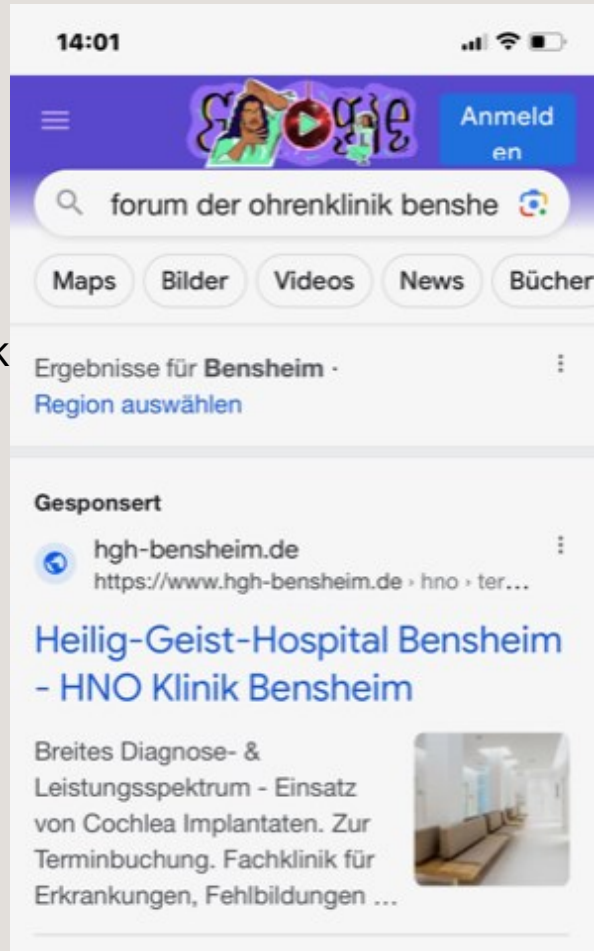 14:01
Google
Anmeld
en
forum der ohrenklinik benshe
Maps Bilder Videos News Bücher
k
Ergebnisse für Bensheim ·
Region auswählen
Gesponsert
hgh-bensheim.de
https://www.hgh-bensheim.de › hno › ter...
Heilig-Geist-Hospital Bensheim
- HNO Klinik Bensheim
Breites Diagnose- &
Leistungsspektrum - Einsatz
von Cochlea Implantaten. Zur
Terminbuchung. Fachklinik für
Erkrankungen, Fehlbildungen ...